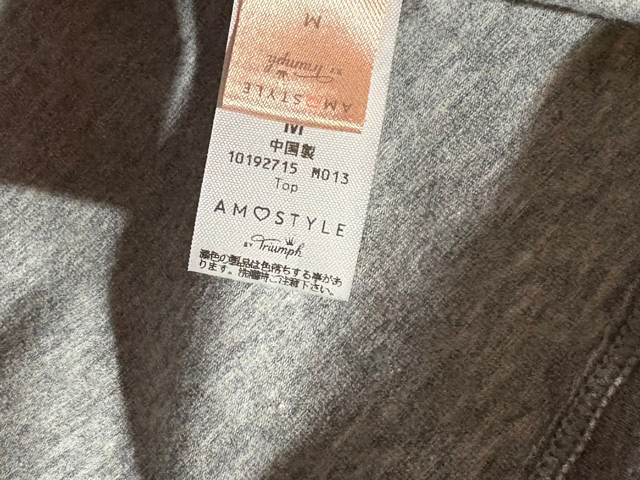 M
BY Triumph
AMOSTYLE
M
中国製
10192715 M013
Top
AMOSTYLE
BY Triumph
濃色の製品は色落ちする事があ
ります。洗濯時ご注意下さい。